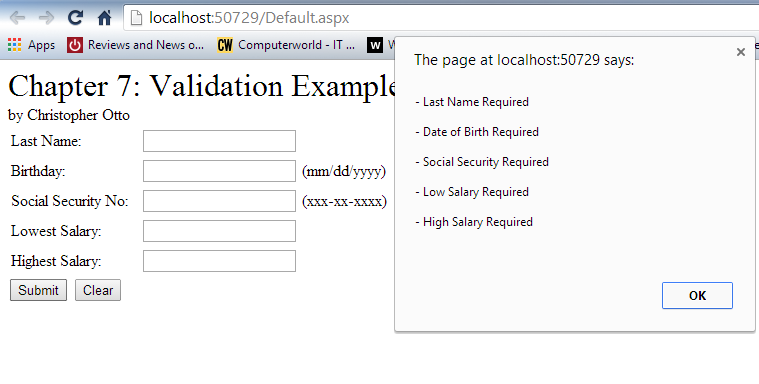 localhost:50729/Default.aspx
Apps Reviews and News o... CW Computerworld - IT ... W
Chapter 7: Validation Example
by Christopher Otto
Last Name:
Birthday: (mm/dd/yyyy)
Social Security No: (xxx-xx-xxxx)
Lowest Salary:
Highest Salary:
Submit Clear
The page at localhost:50729 says:
- Last Name Required
- Date of Birth Required
- Social Security Required
- Low Salary Required
- High Salary Required
OK